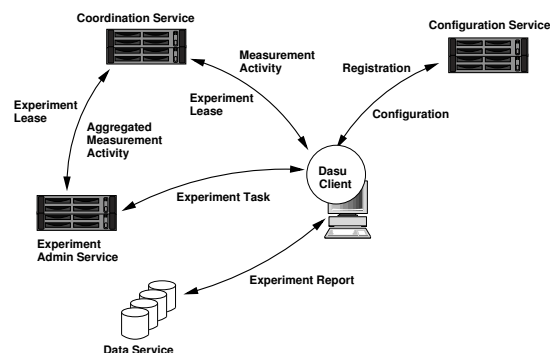 Coordination Service
Configuration Service
Measurement
Activity
Registration
Experiment
Lease
Experiment
Lease
Configuration
Aggregated
Measurement
Activity
Dasu
Client
Experiment Task
Experiment
Admin Service
Experiment Report
Data Service